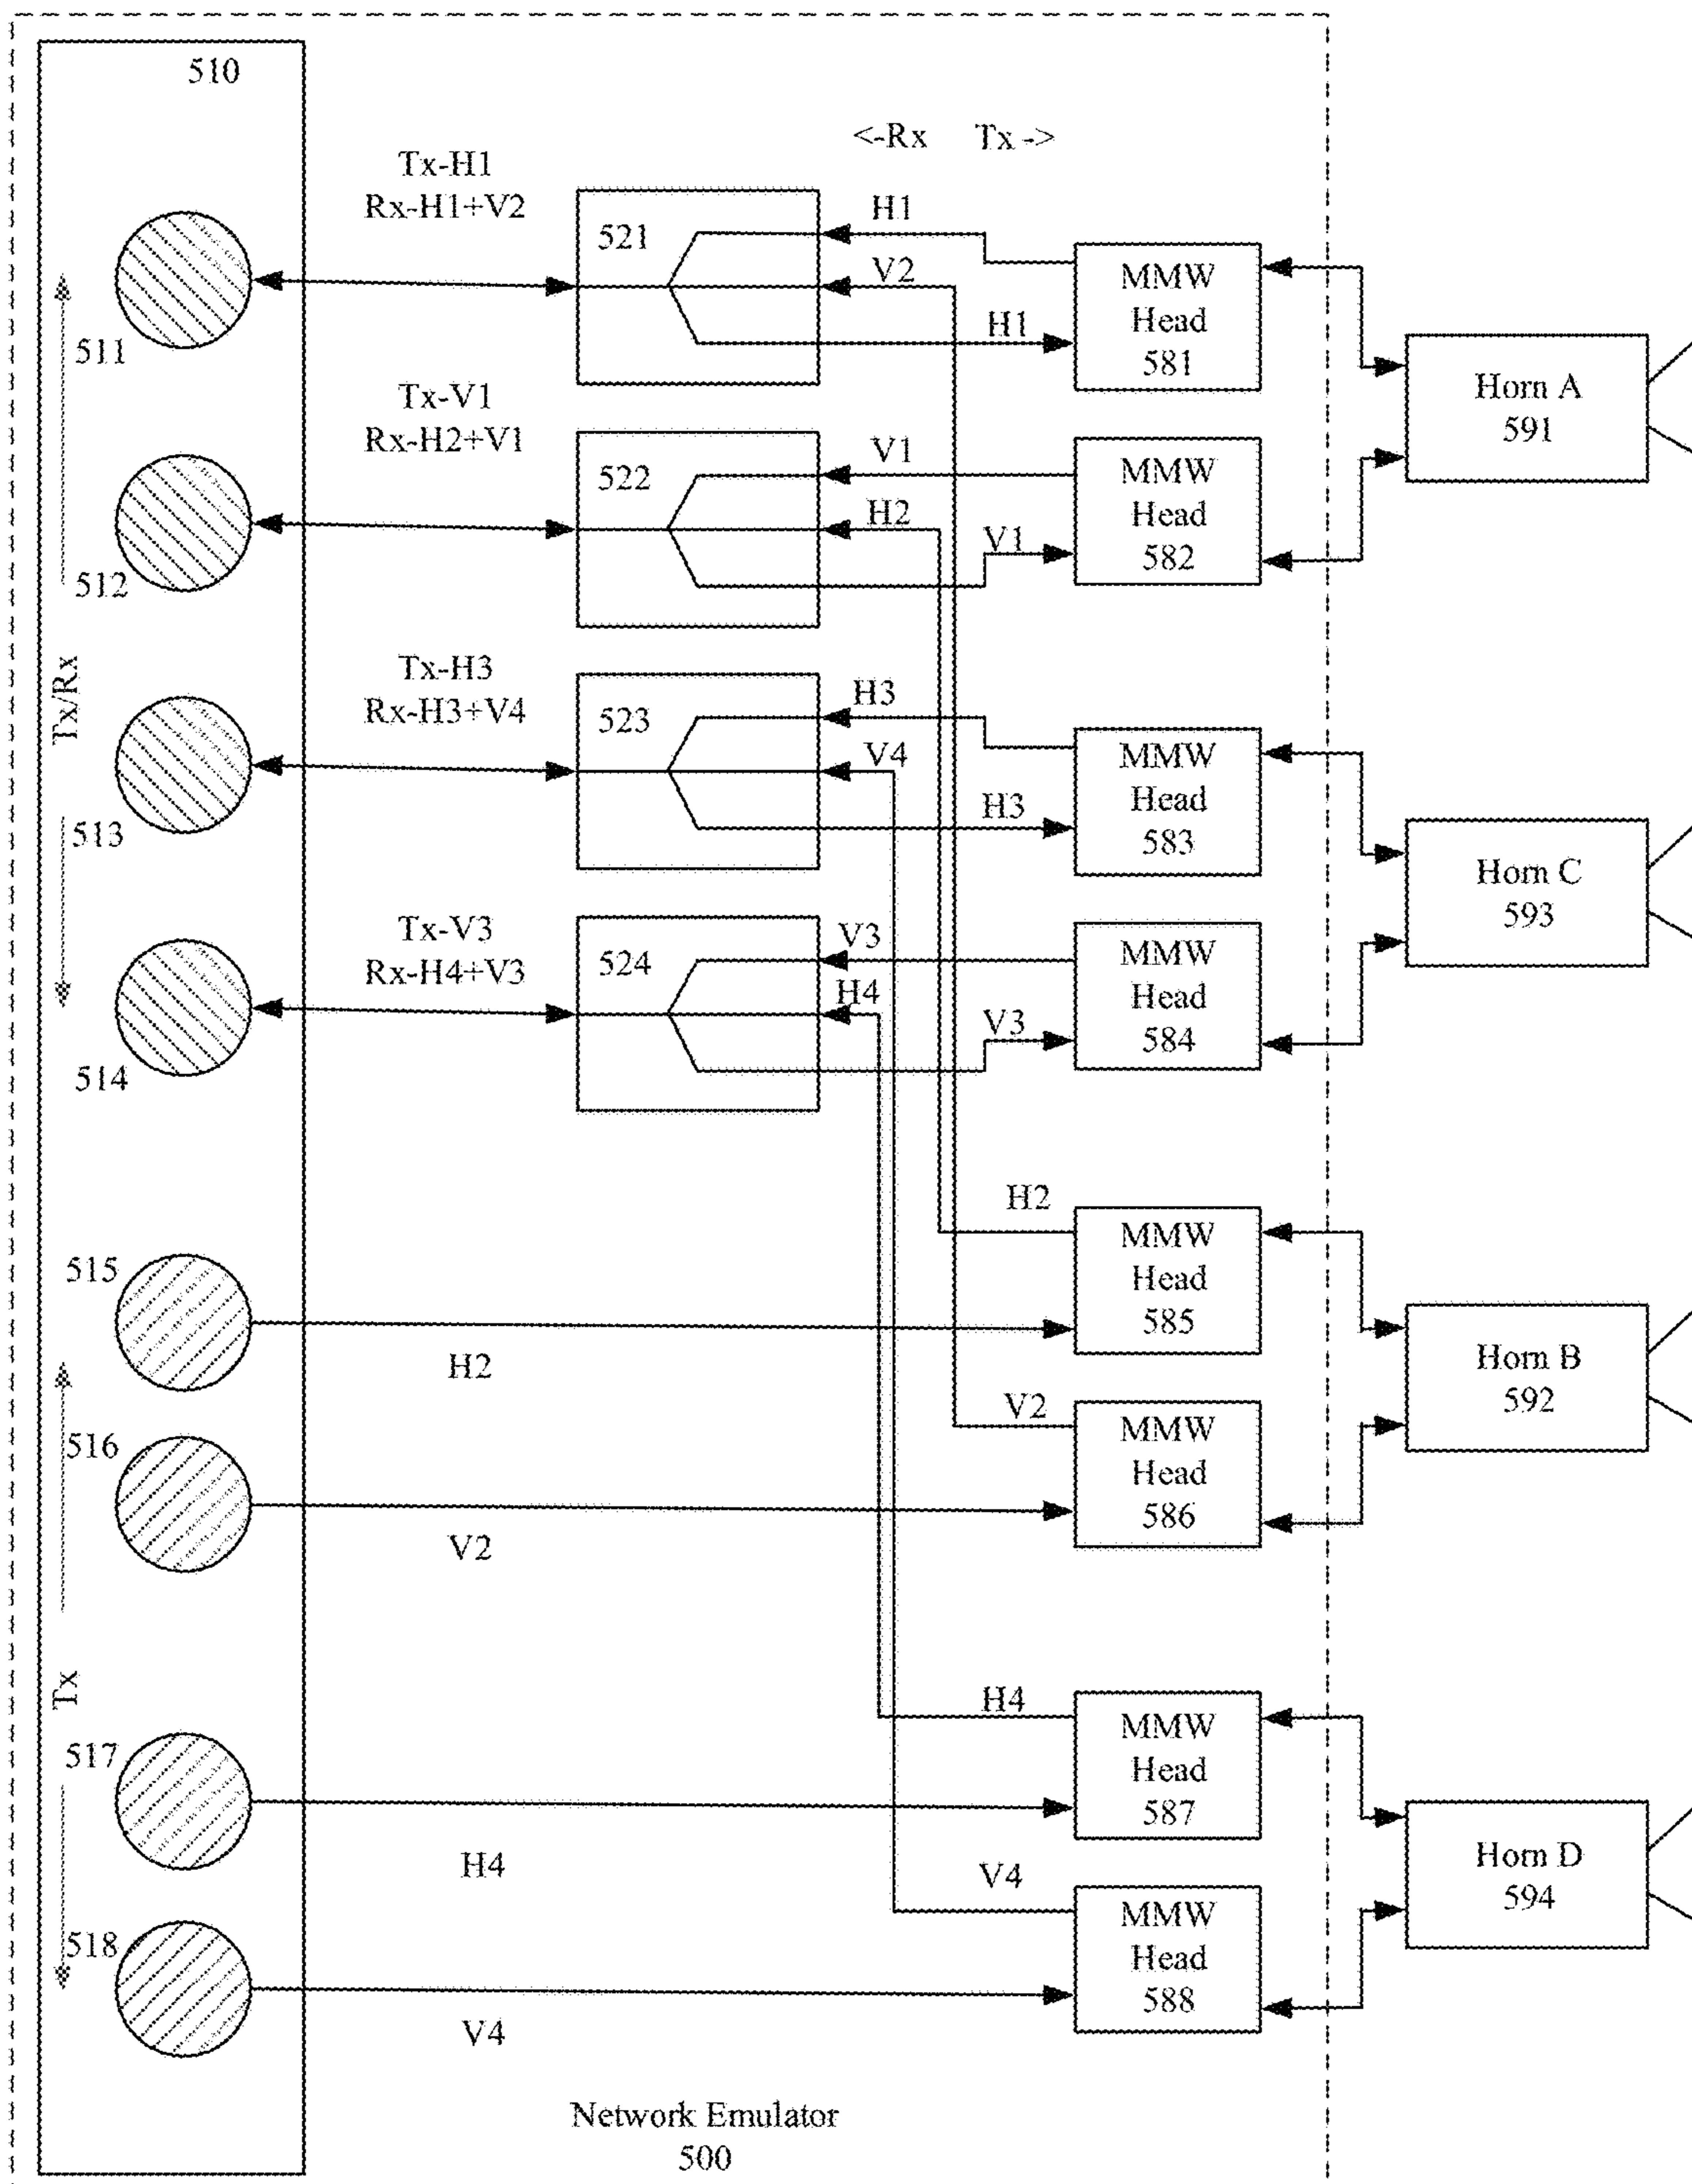 510
<-Rx Tx ->
Tx-H1
Rx-H1+V2
521
H1
V2
H1
MMW
Head
581
511
Horn A
591
Tx-V1
Rx-H2+V1
522
V1
H2
V1
MMW
Head
582
512
Tx/Rx
Tx-H3
Rx-H3+V4
523
H3
V4
H3
MMW
Head
583
513
Horn C
593
Tx-V3
Rx-H4+V3
524
V3
H4
V3
MMW
Head
584
514
H2
MMW
Head
585
515
H2
Horn B
592
V2
MMW
Head
586
516
V2
Tx
H4
MMW
Head
587
517
H4
Horn D
594
V4
MMW
Head
588
518
V4
Network Emulator
500